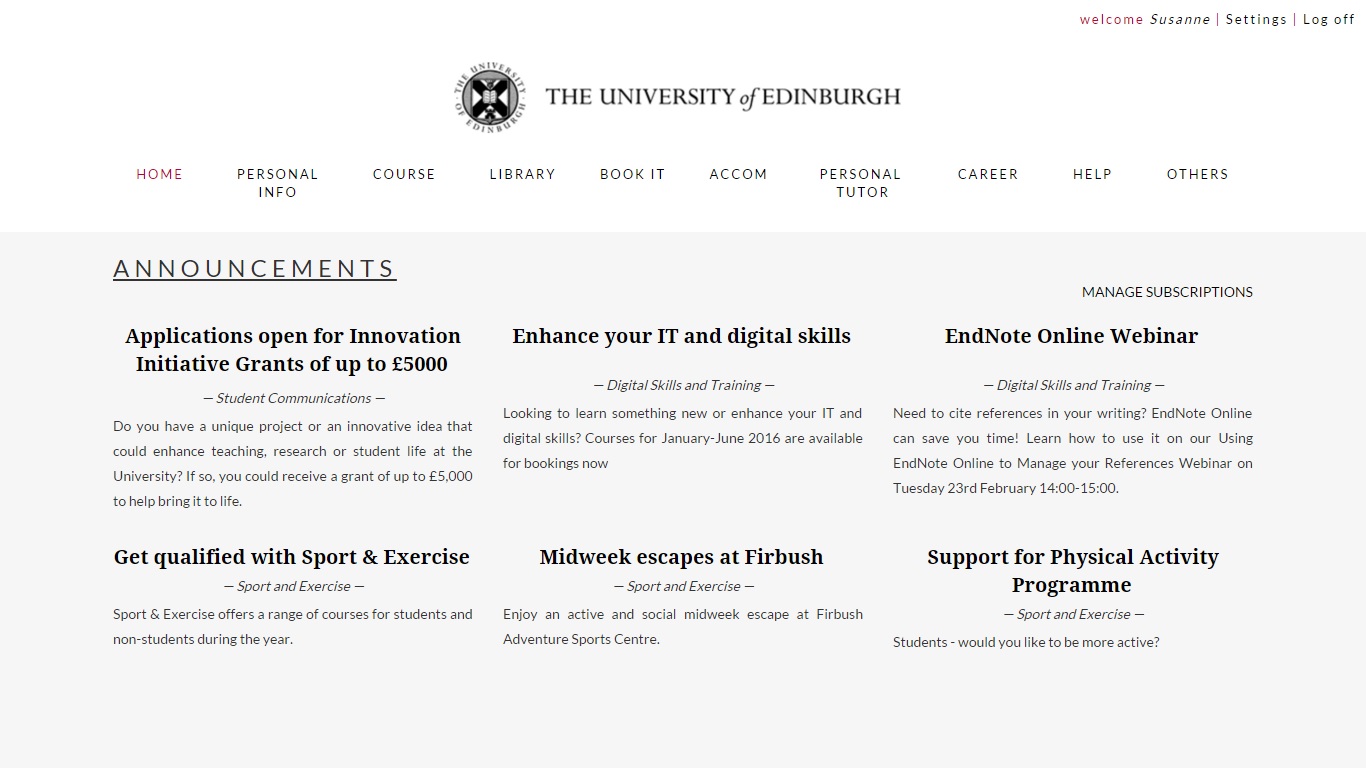 welcome Susanne | Settings | Log off
THE UNIVERSITY OF EDINBURGH
THE UNIVERSITY of EDINBURGH
HOME
PERSONAL
INFO
COURSE
LIBRARY
BOOK IT
ACCOM
PERSONAL
TUTOR
CAREER
HELP
OTHERS
ANNOUNCEMENTS
MANAGE SUBSCRIPTIONS
Applications open for Innovation
Initiative Grants of up to £5000
— Student Communications —
Do you have a unique project or an innovative idea that
could enhance teaching, research or student life at the
University? If so, you could receive a grant of up to £5,000
to help bring it to life.
Enhance your IT and digital skills
— Digital Skills and Training —
Looking to learn something new or enhance your IT and
digital skills? Courses for January-June 2016 are available
for bookings now
EndNote Online Webinar
— Digital Skills and Training —
Need to cite references in your writing? EndNote Online
can save you time! Learn how to use it on our Using
EndNote Online to Manage your References Webinar on
Tuesday 23rd February 14:00-15:00.
Get qualified with Sport & Exercise
— Sport and Exercise —
Sport & Exercise offers a range of courses for students and
non-students during the year.
Midweek escapes at Firbush
— Sport and Exercise —
Enjoy an active and social midweek escape at Firbush
Adventure Sports Centre.
Support for Physical Activity
Programme
— Sport and Exercise —
Students - would you like to be more active?